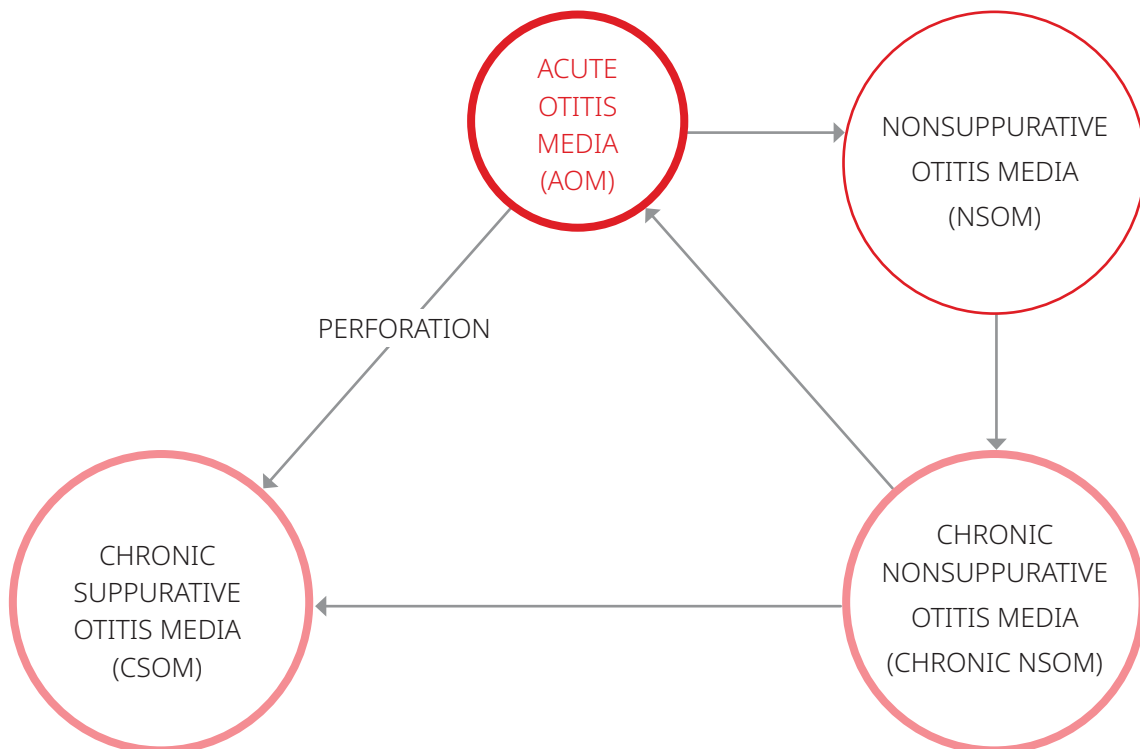 ACUTE
OTITIS
MEDIA
(AOM)
NONSUPPURATIVE
OTITIS MEDIA
(NSOM)
PERFORATION
CHRONIC
SUPPURATIVE
OTITIS MEDIA
(CSOM)
CHRONIC
NONSUPPURATIVE
OTITIS MEDIA
(CHRONIC NSOM)